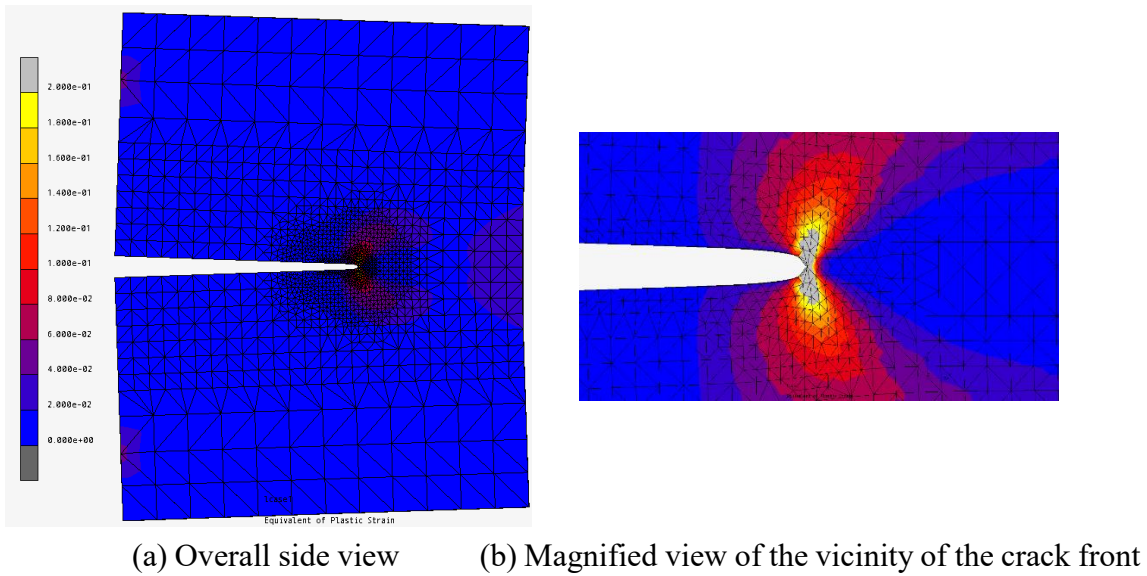 2.000e-01
1.800e-01
1.600e-01
1.400e-01
1.200e-01
1.000e-01
8.000e-02
6.000e-02
4.000e-02
2.000e-02
0.000e+00
Equivalent of Plastic Strain
(a) Overall side view
(b) Magnified view of the vicinity of the crack front